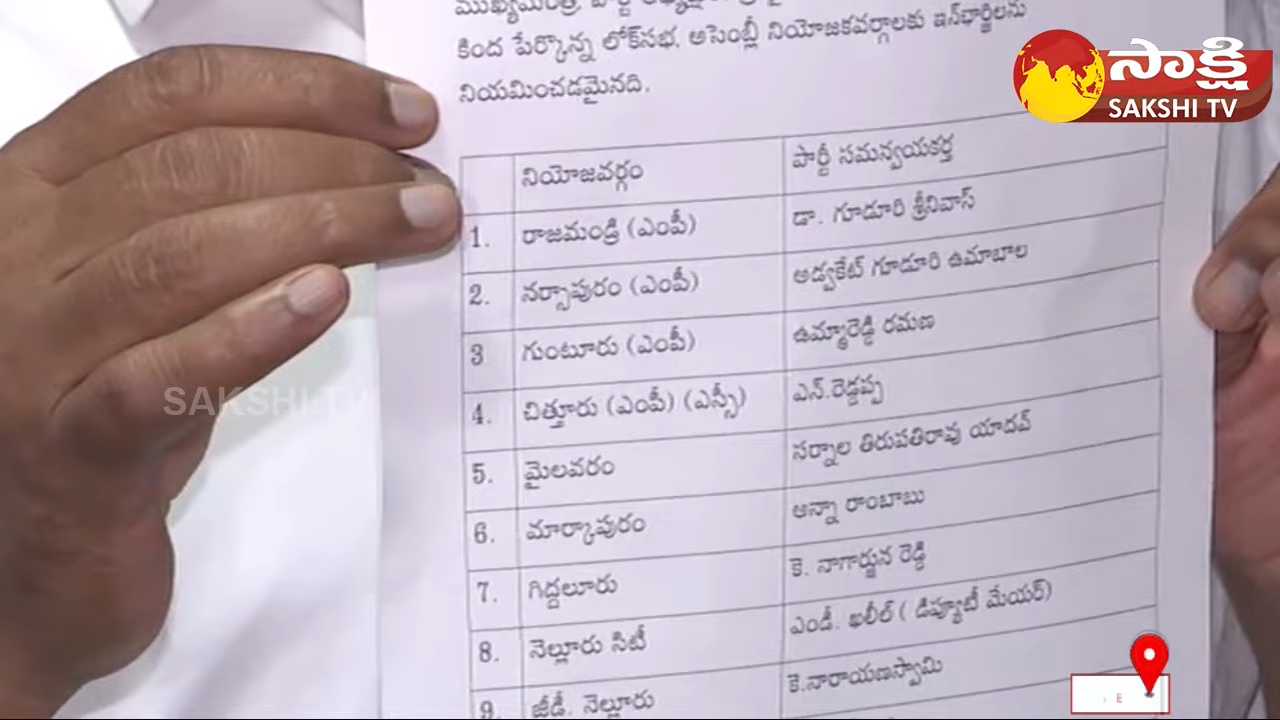 ముఖ్యమంత్రి, పార్టీ
కింద పేర్కొన్న లోక్‌సభ, అసెంబ్లీ నియోజకవర్గాలకు ఇన్‌ఛార్జిలను
నియమించడమైనది.
సాక్షి
SAKSHI TV
నియోజవర్గం పార్టీ సమన్వయకర్త
1. రాజమండ్రి (ఎంపీ) డా. గూడూరి శ్రీనివాస్
2. నర్సాపురం (ఎంపీ) అడ్వకేట్ గూడూరి ఉమాబాల
3 గుంటూరు (ఎంపీ) ఉమ్మారెడ్డి రమణ
4. చిత్తూరు (ఎంపీ) (ఎస్సీ) ఎన్.రెడ్డప్ప
5. మైలవరం సర్నాల తిరుపతిరావు యాదవ్
6. మార్కాపురం అన్నా రాంబాబు
7. గిద్దలూరు కె. నాగార్జున రెడ్డి
8. నెల్లూరు సిటీ ఎండీ. ఖలీల్ ( డిప్యూటీ మేయర్)
9. జీడీ. నెల్లూరు కె.నారాయణస్వామి
SAKSHI TV
E